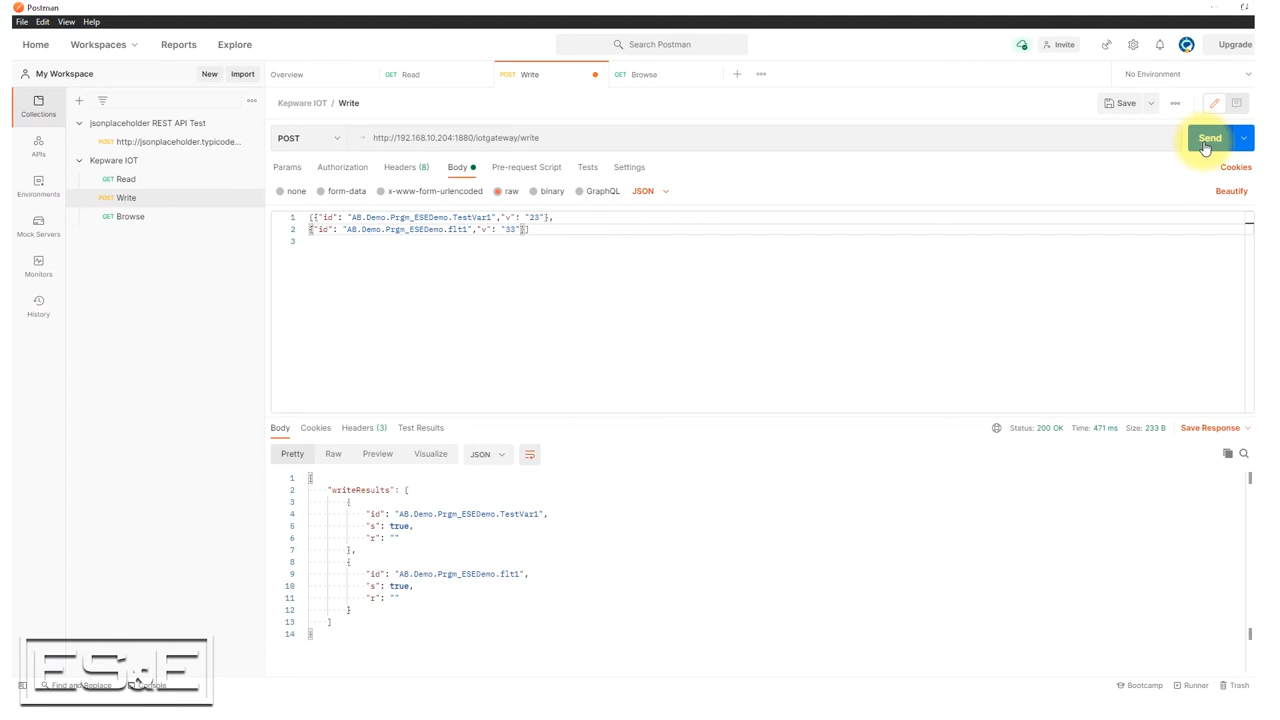 Postman
File Edit View Help
Home Workspaces Reports Explore Search Postman Invite Upgrade
My Workspace New Import Overview GET Read POST Write GET Browse No Environment
Collections
APIs
Environments
Mock Servers
Monitors
History
jsonplaceholder REST API Test
POST http://jsonplaceholder.typicode...
Kepware IOT
GET Read
POST Write
GET Browse
Kepware IOT / Write Save
POST http://192.168.10.204:1880/iotgateway/write Send
Params Authorization Headers (8) Body Pre-request Script Tests Settings Cookies
none form-data x-www-form-urlencoded raw binary GraphQL JSON Beautify
1 [{"id": "AB.Demo.Prgm_ESEDemo.TestVar1","v": "23"},
2 {"id": "AB.Demo.Prgm_ESEDemo.flt1","v": "33"}]
3
Body Cookies Headers (3) Test Results Status: 200 OK Time: 471 ms Size: 233 B Save Response
Pretty Raw Preview Visualize JSON
1 {
2 "writeResults": [
3 {
4 "id": "AB.Demo.Prgm_ESEDemo.TestVar1",
5 "s": true,
6 "r": ""
7 },
8 {
9 "id": "AB.Demo.Prgm_ESEDemo.flt1",
10 "s": true,
11 "r": ""
12 }
13 ]
14 }
ES&E
Find and Replace Console Bootcamp Runner Trash